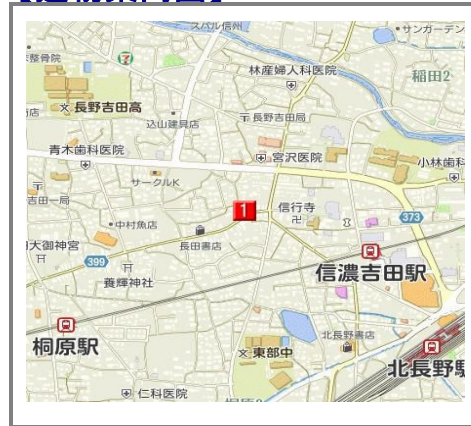 スバル信州
サンガーデン
整骨院
林産婦人科医院
稲田2
長野吉田高
込山建具店
長野吉田局
青木歯科医院
宮沢医院
小林歯科
サークルK
吉田一局
1
信行寺
373
中村魚店
長田書店
大御神宮
399
養輝神社
信濃吉田駅
桐原駅
北長野書店
東部中
北長野駅
仁科医院